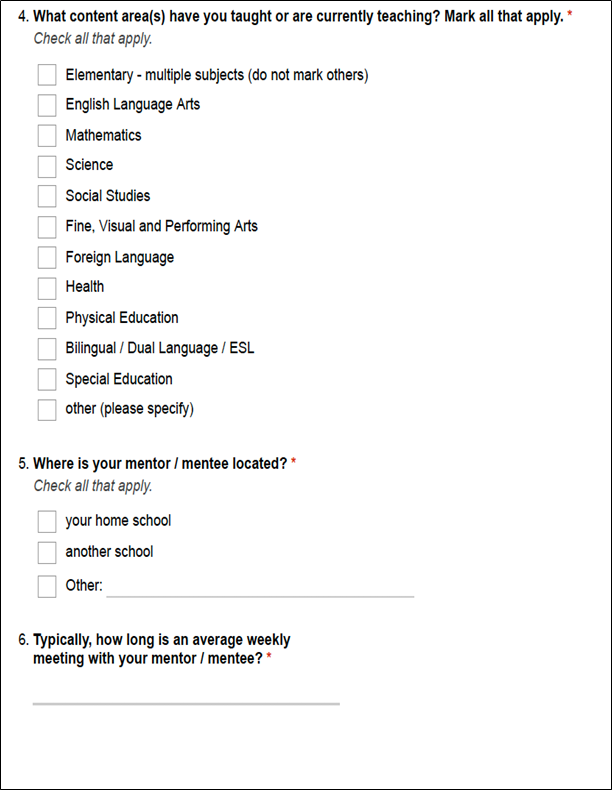 4. What content area(s) have you taught or are currently teaching? Mark all that apply. *
Check all that apply.
Elementary - multiple subjects (do not mark others)
English Language Arts
Mathematics
Science
Social Studies
Fine, Visual and Performing Arts
Foreign Language
Health
Physical Education
Bilingual / Dual Language / ESL
Special Education
other (please specify)
5. Where is your mentor / mentee located? *
Check all that apply.
your home school
another school
Other:
6. Typically, how long is an average weekly
meeting with your mentor / mentee? *